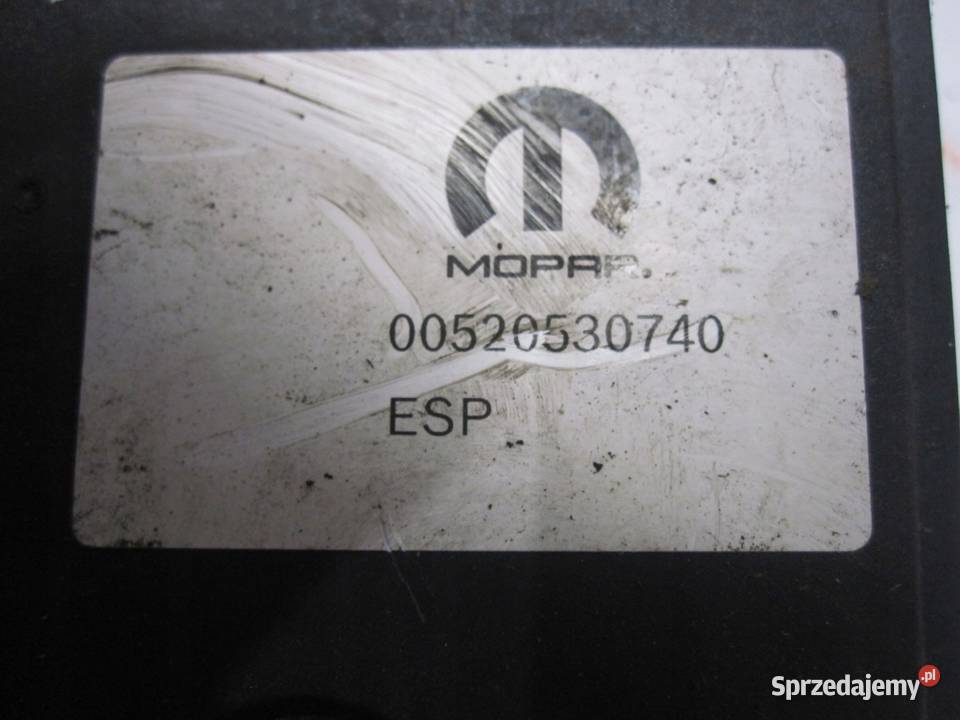 MOPAR.
00520530740
ESP
Sprzedajemy.pl